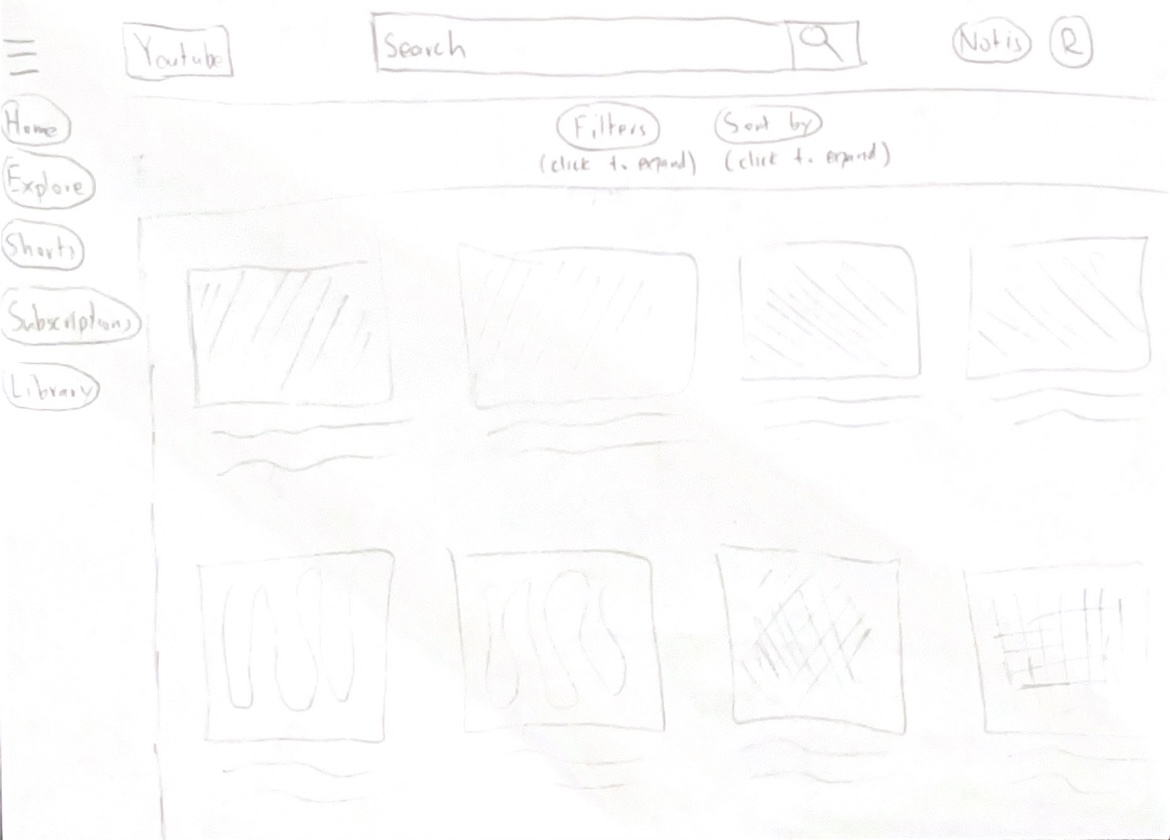 Youtube
Search
Notis
R
Home
Explore
Shorts
Subscriptions
Library
Filters
Sort by
(click to expand)
(click to expand)